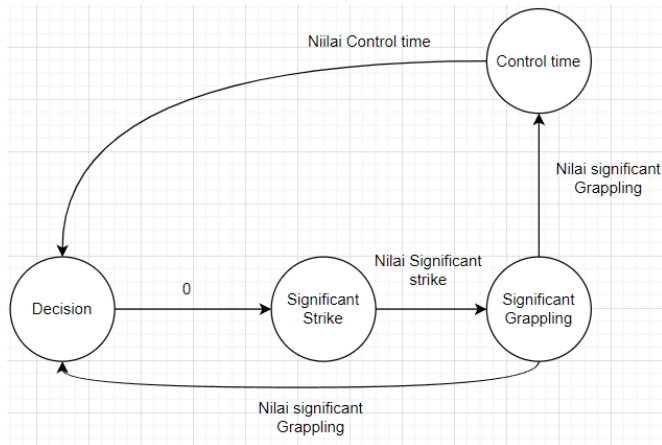 Niilai Control time
Control time
Nilai significant
Grappling
Nilai Significant
strike
0
Decision
Significant
Strike
Significant
Grappling
Nilai significant
Grappling